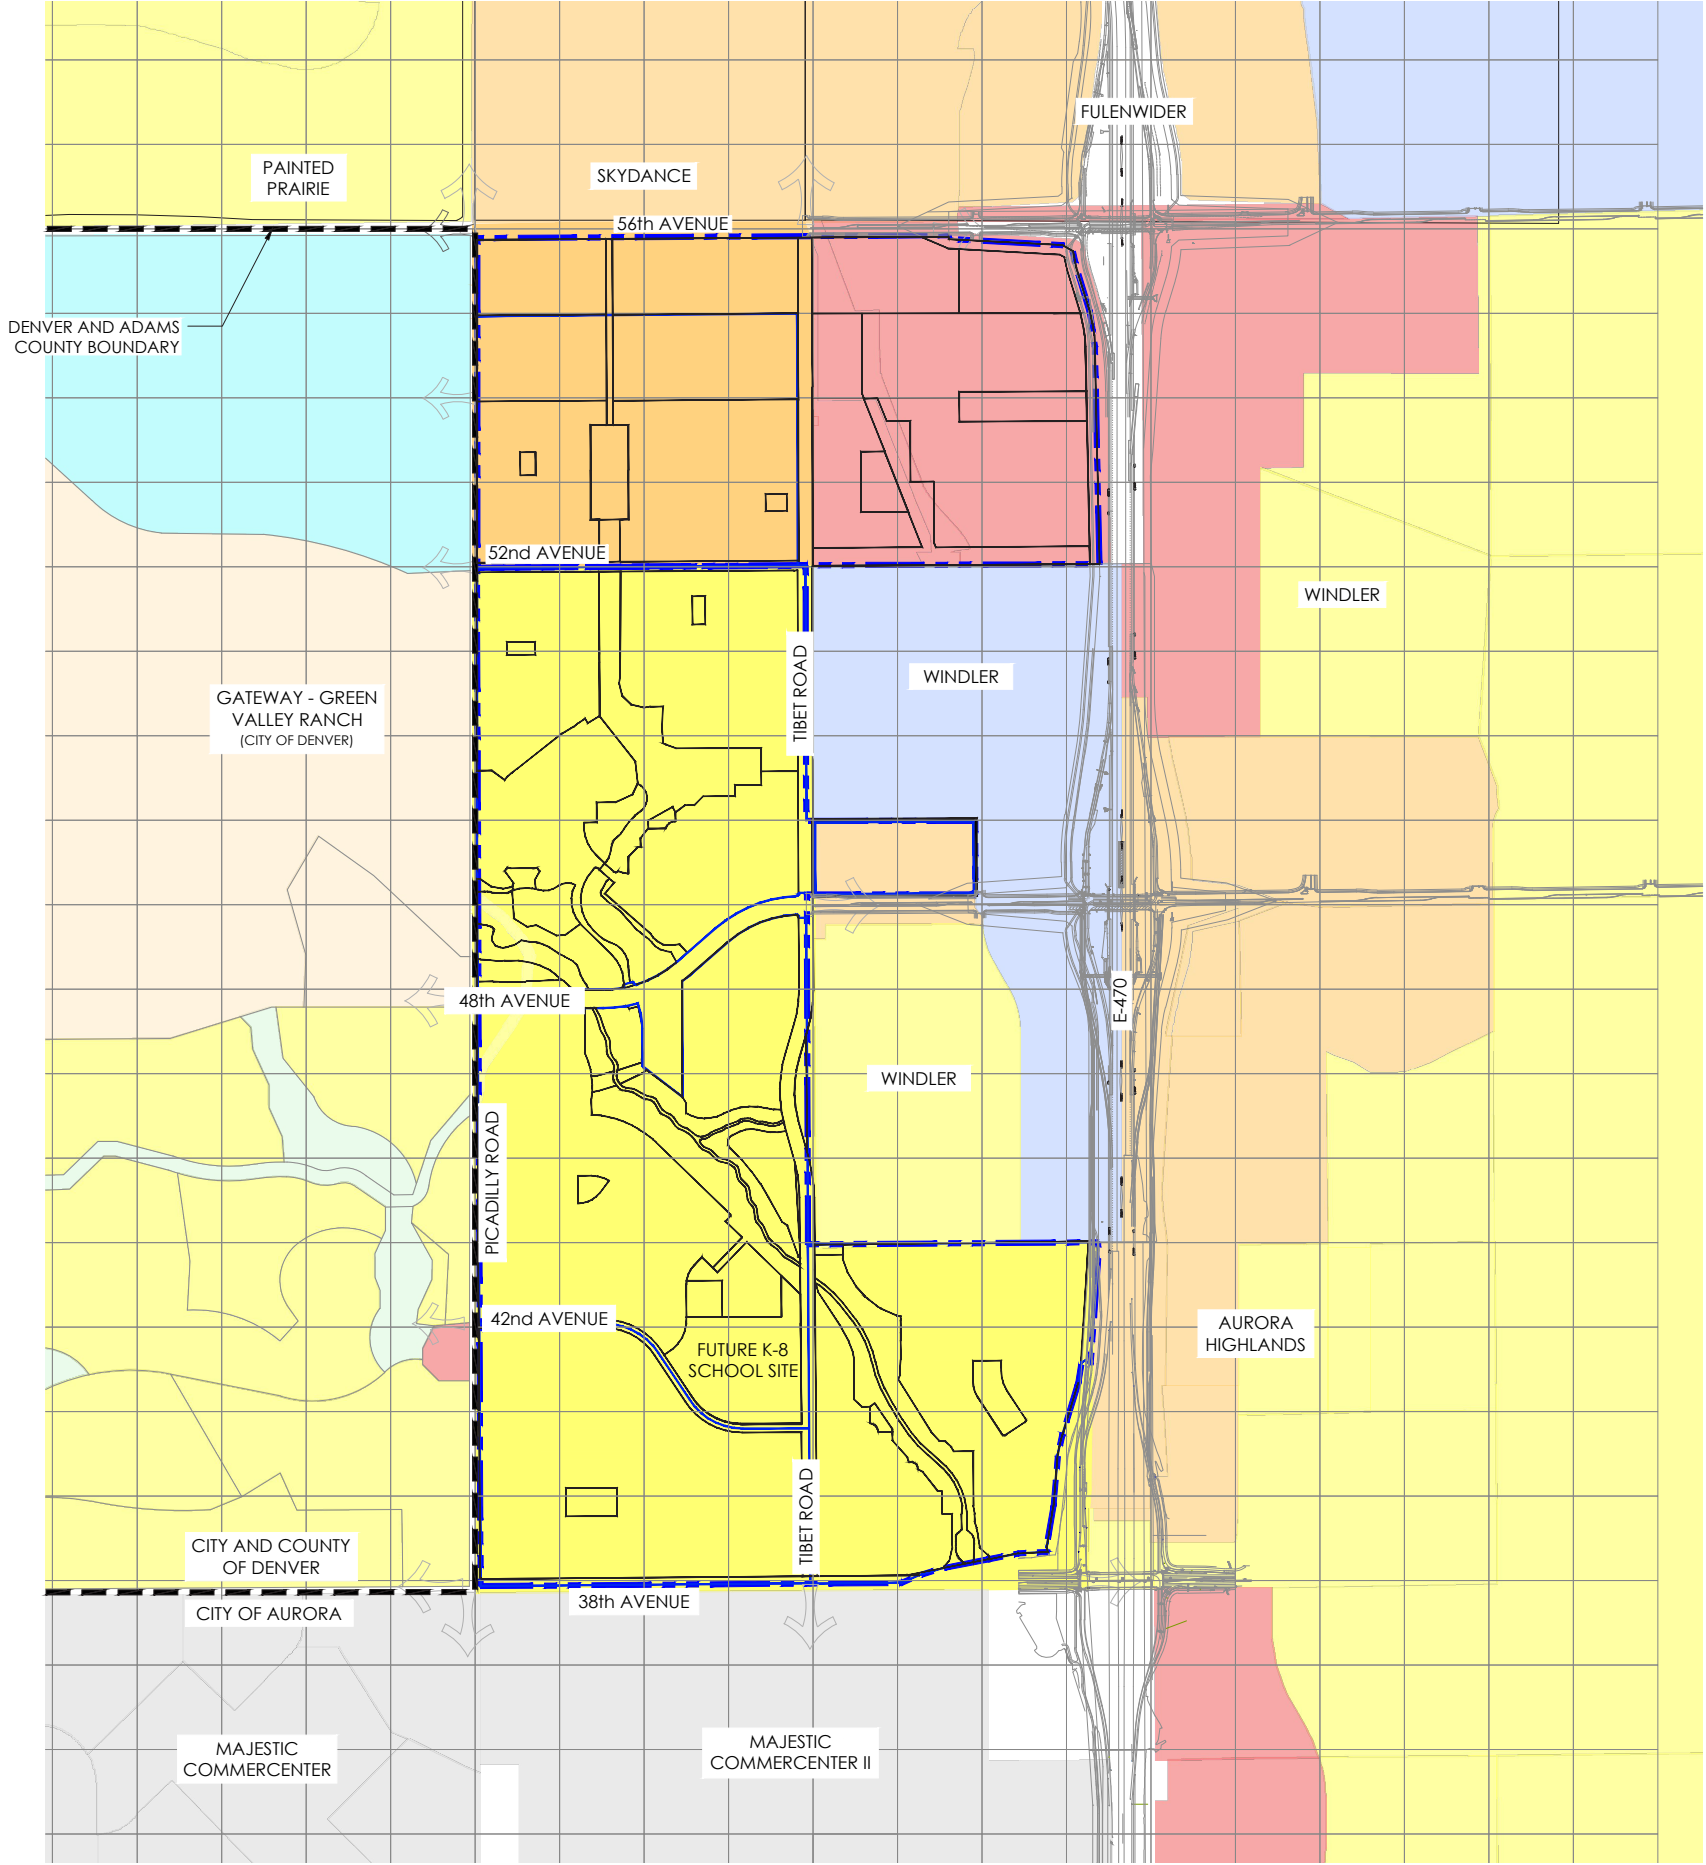 FULENWIDER
PAINTED
PRAIRIE
SKYDANCE
56th AVENUE
DENVER AND ADAMS
COUNTY BOUNDARY
52nd AVENUE
WINDLER
TIBET ROAD
WINDLER
GATEWAY - GREEN
VALLEY RANCH
(CITY OF DENVER)
48th AVENUE
E-470
WINDLER
PICADILLY ROAD
42nd AVENUE
AURORA
HIGHLANDS
FUTURE K-8
SCHOOL SITE
TIBET ROAD
CITY AND COUNTY
OF DENVER
38th AVENUE
CITY OF AURORA
MAJESTIC
COMMERCENTER
MAJESTIC
COMMERCENTER II